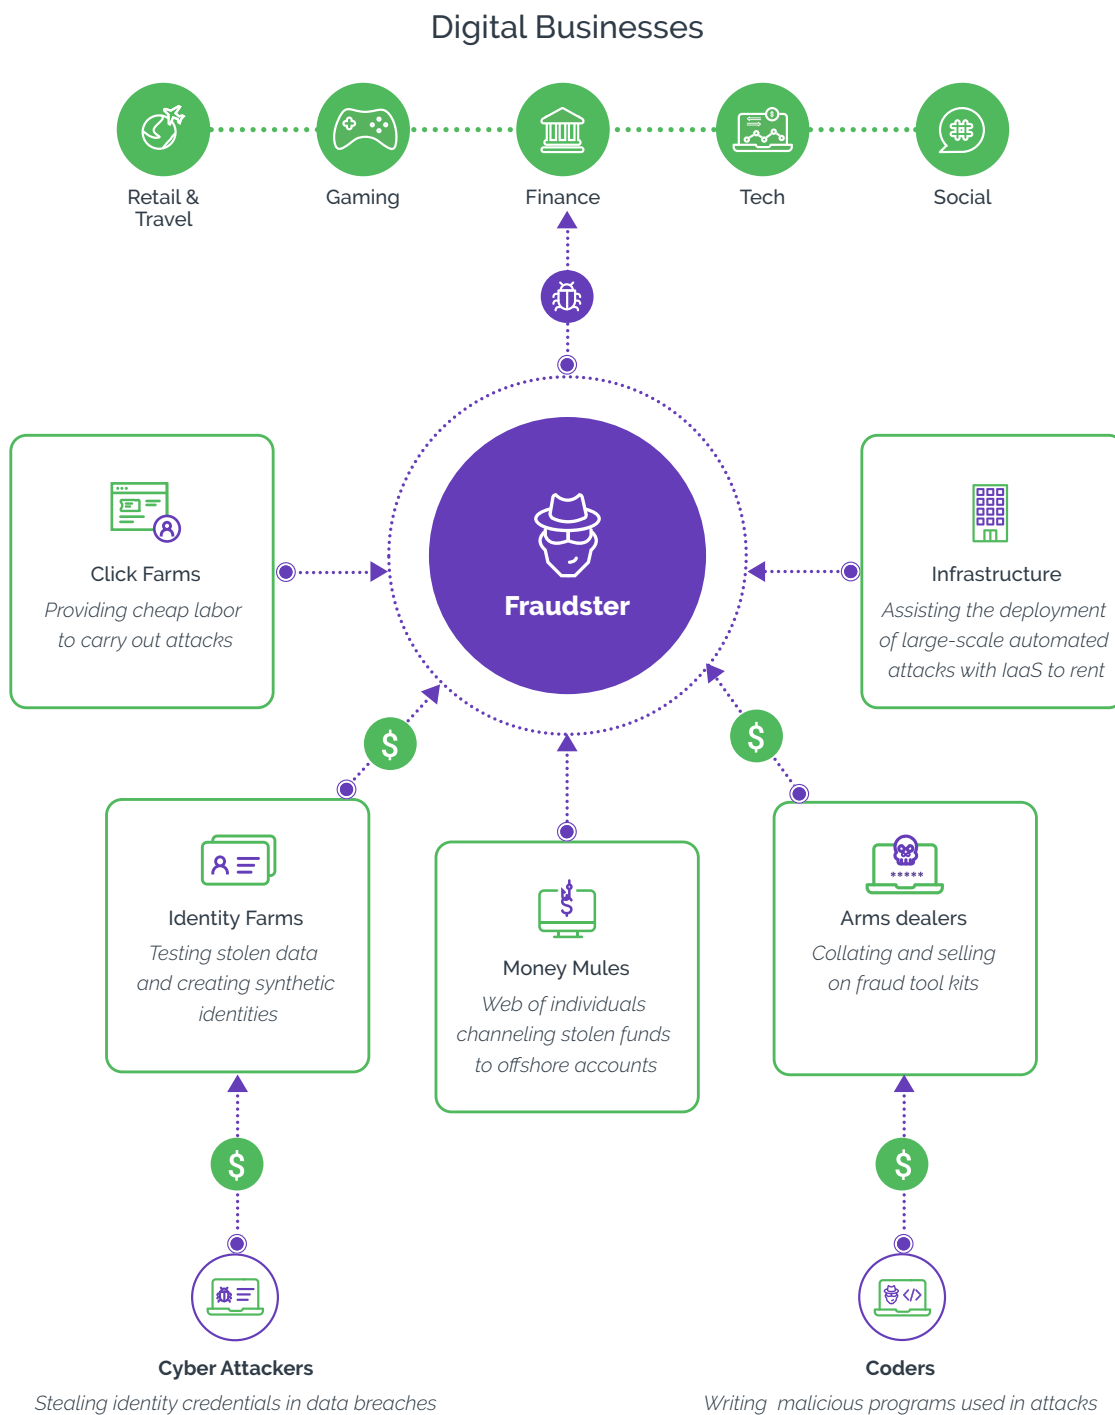 Digital Businesses
Retail &
Travel
Gaming
Finance
Tech
Social
Fraudster
Click Farms
Providing cheap labor
to carry out attacks
Infrastructure
Assisting the deployment
of large-scale automated
attacks with IaaS to rent
$
$
Identity Farms
Testing stolen data
and creating synthetic
identities
$
Money Mules
Web of individuals
channeling stolen funds
to offshore accounts
*****
Arms dealers
Collating and selling
on fraud tool kits
$
$
</>
Cyber Attackers
Stealing identity credentials in data breaches
Coders
Writing malicious programs used in attacks